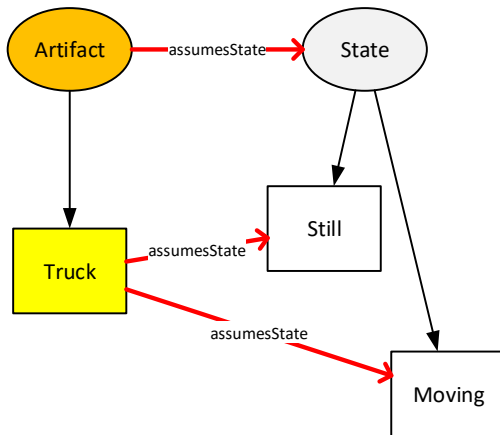 Artifact
assumesState
State
Still
assumesState
Truck
assumesState
Moving